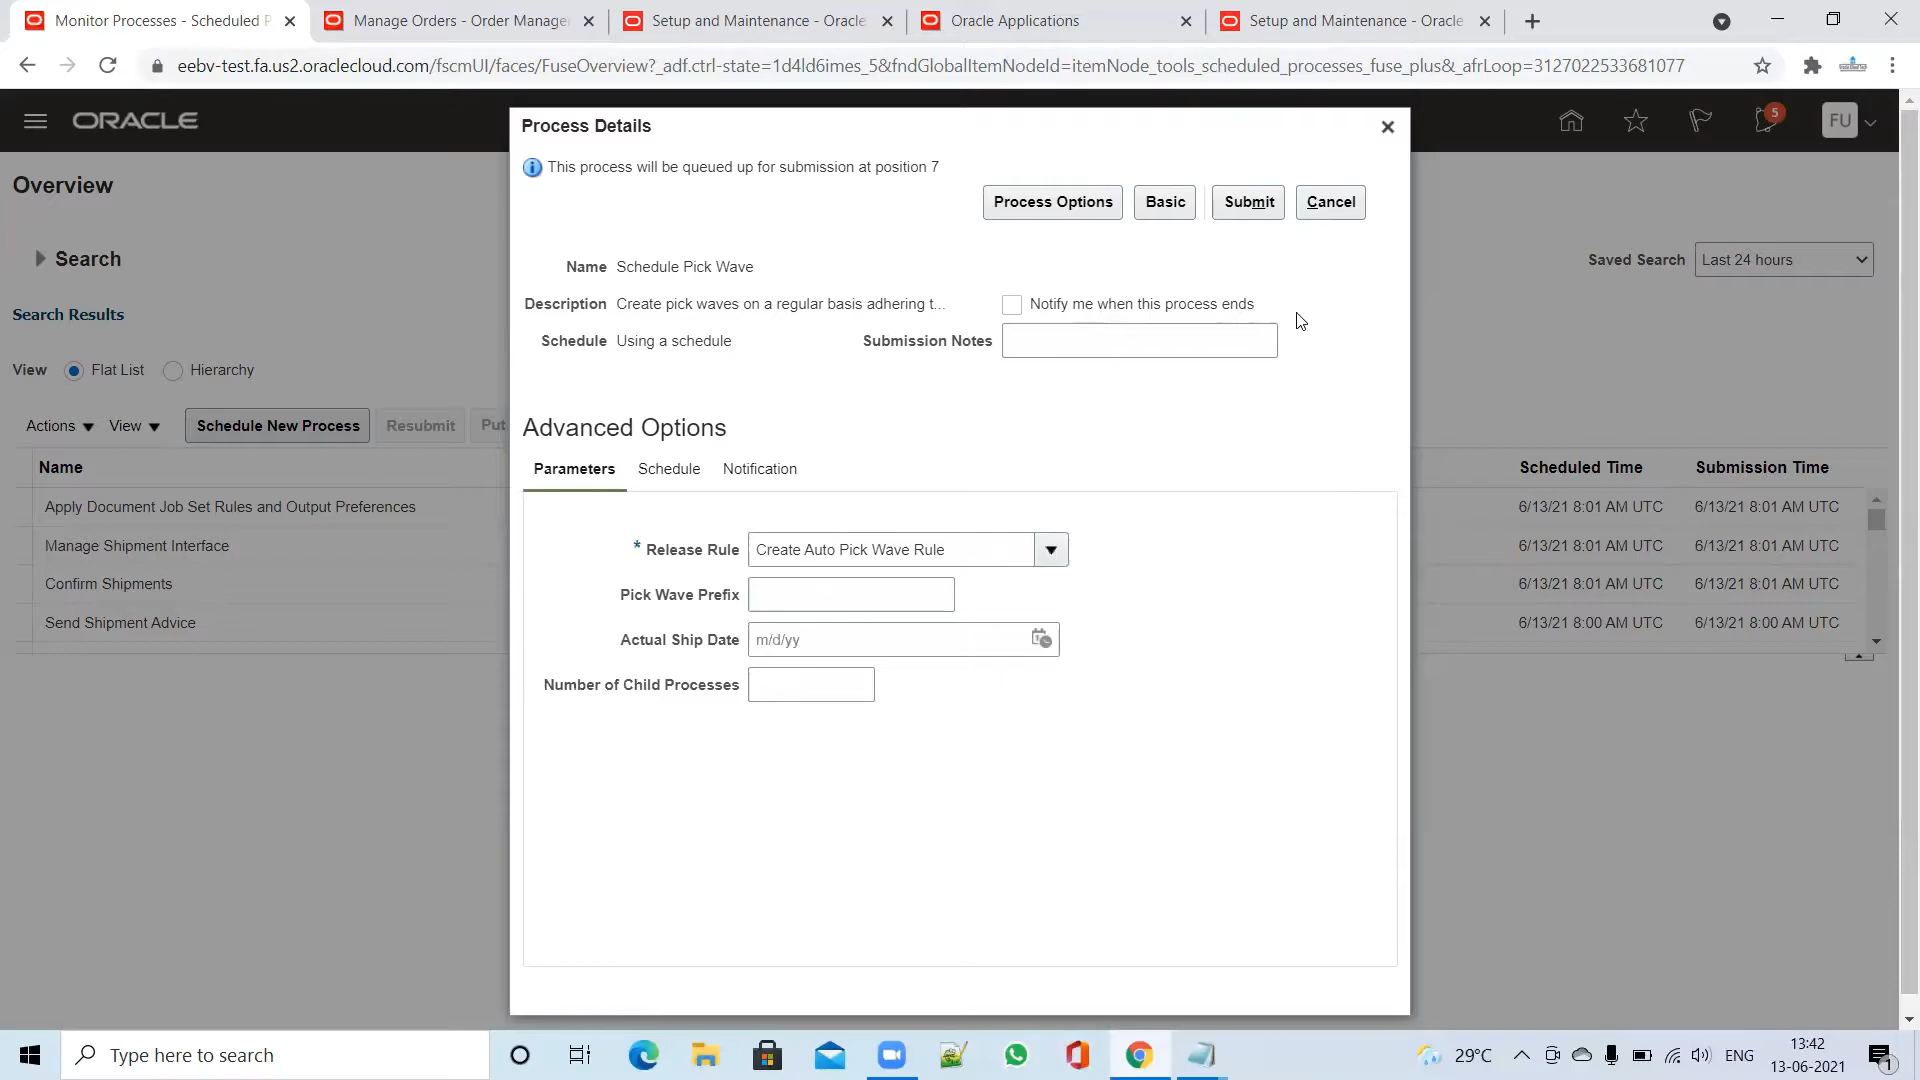 Monitor Processes - Scheduled P
Manage Orders - Order Manage
Setup and Maintenance - Oracle
Oracle Applications
Setup and Maintenance - Oracle
eebv-test.fa.us2.oraclecloud.com/fscmUI/faces/FuseOverview?_adf.ctrl-state=1d4ld6imes_5&fndGlobalItemNodeId=itemNode_tools_scheduled_processes_fuse_plus&_afrLoop=3127022533681077
ORACLE
5
FU
Process Details
This process will be queued up for submission at position 7
Process Options
Basic
Submit
Cancel
Overview
Search
Saved Search
Last 24 hours
Name Schedule Pick Wave
Description Create pick waves on a regular basis adhering t...
Notify me when this process ends
Schedule Using a schedule
Submission Notes
Search Results
View Flat List Hierarchy
Actions View Schedule New Process Resubmit Put
Advanced Options
Parameters Schedule Notification
Name
Scheduled Time Submission Time
Apply Document Job Set Rules and Output Preferences
6/13/21 8:01 AM UTC 6/13/21 8:01 AM UTC
Manage Shipment Interface
6/13/21 8:01 AM UTC 6/13/21 8:01 AM UTC
Confirm Shipments
6/13/21 8:01 AM UTC 6/13/21 8:01 AM UTC
Send Shipment Advice
6/13/21 8:00 AM UTC 6/13/21 8:00 AM UTC
* Release Rule Create Auto Pick Wave Rule
Pick Wave Prefix
Actual Ship Date m/d/yy
Number of Child Processes
Type here to search
29°C
ENG
13:42
13-06-2021
1